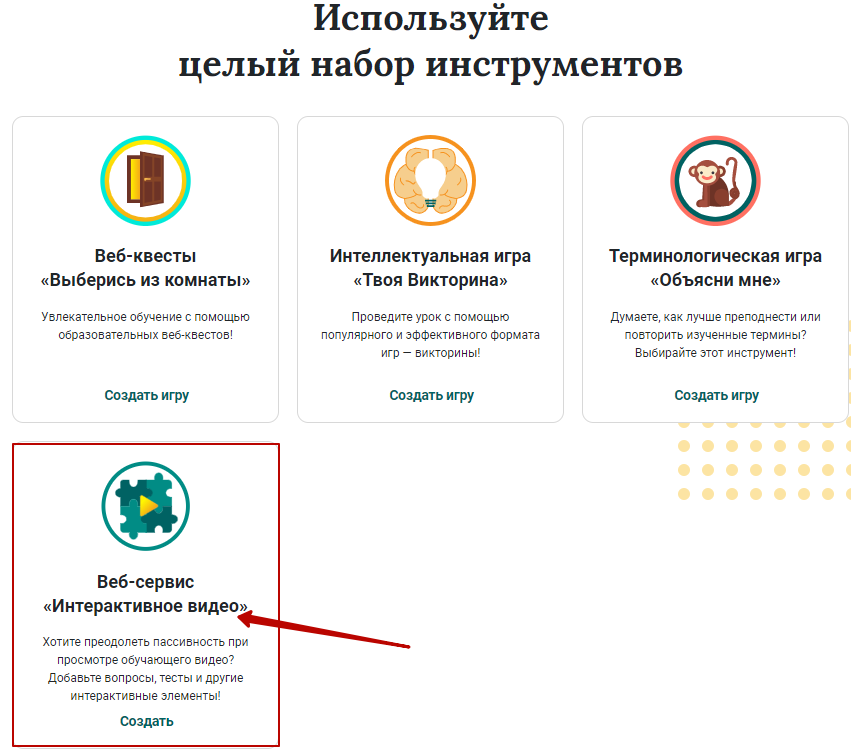 Используйте
целый набор инструментов
Веб-квесты
«Выберись из комнаты»
Увлекательное обучение с помощью
образовательных веб-квестов!
Создать игру
Интеллектуальная игра
«Твоя Викторина»
Проведите урок с помощью
популярного и эффективного формата
игр — викторины!
Создать игру
Терминологическая игра
«Объясни мне»
Думаете, как лучше преподнести или
повторить изученные термины?
Выбирайте этот инструмент!
Создать игру
Веб-сервис
«Интерактивное видео»
Хотите преодолеть пассивность при
просмотре обучающего видео?
Добавьте вопросы, тесты и другие
интерактивные элементы!
Создать